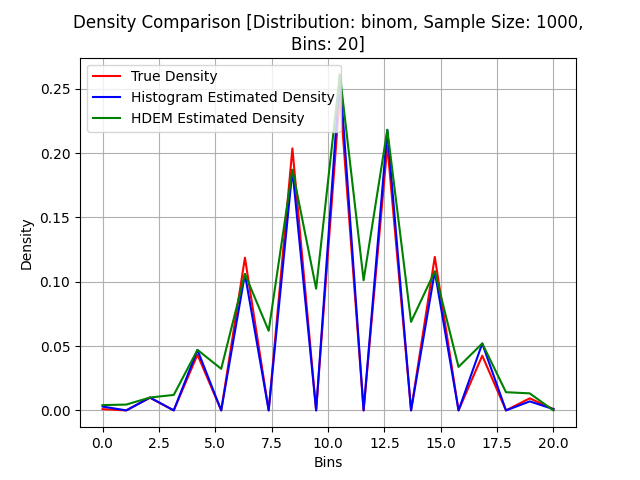 Density Comparison [Distribution: binom, Sample Size: 1000,
Bins: 20]
True Density
Histogram Estimated Density
HDEM Estimated Density
Density
0.25
0.20
0.15
0.10
0.05
0.00
0.0 2.5 5.0 7.5 10.0 12.5 15.0 17.5 20.0
Bins